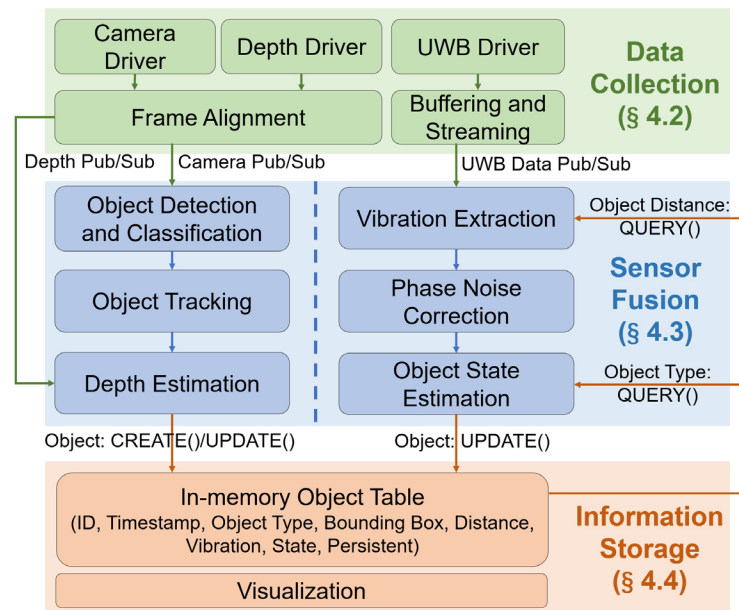 Camera
Driver
Depth Driver
UWB Driver
Data
Collection
(§ 4.2)
Frame Alignment
Buffering and
Streaming
Depth Pub/Sub
Camera Pub/Sub
UWB Data Pub/Sub
Object Detection
and Classification
Vibration Extraction
Object Distance:
QUERY()
Object Tracking
Phase Noise
Correction
Sensor
Fusion
(§ 4.3)
Depth Estimation
Object State
Estimation
Object Type:
QUERY()
Object: CREATE()/UPDATE()
Object: UPDATE()
In-memory Object Table
(ID, Timestamp, Object Type, Bounding Box, Distance,
Vibration, State, Persistent)
Information
Storage
(§ 4.4)
Visualization